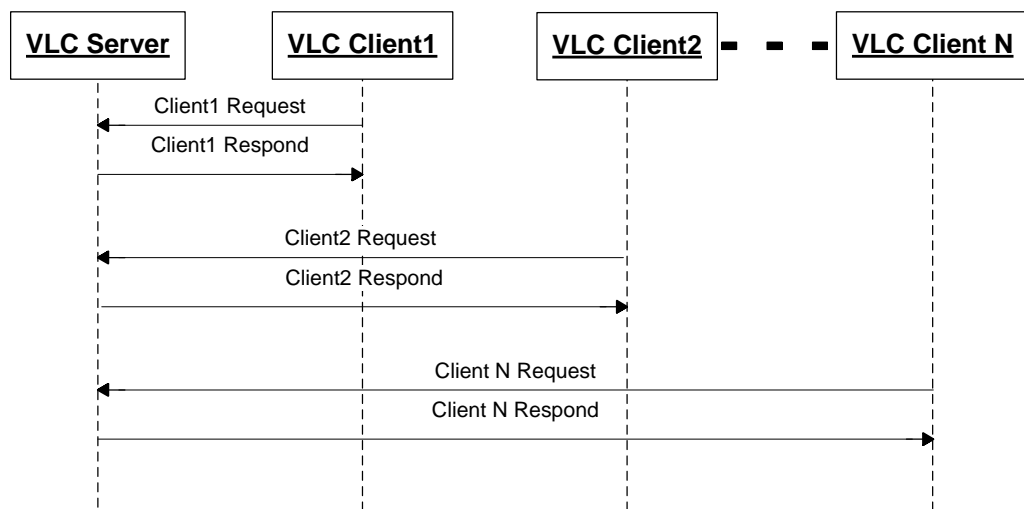 VLC Server
VLC Client1
VLC Client2
VLC Client N
Client1 Request
Client1 Respond
Client2 Request
Client2 Respond
Client N Request
Client N Respond